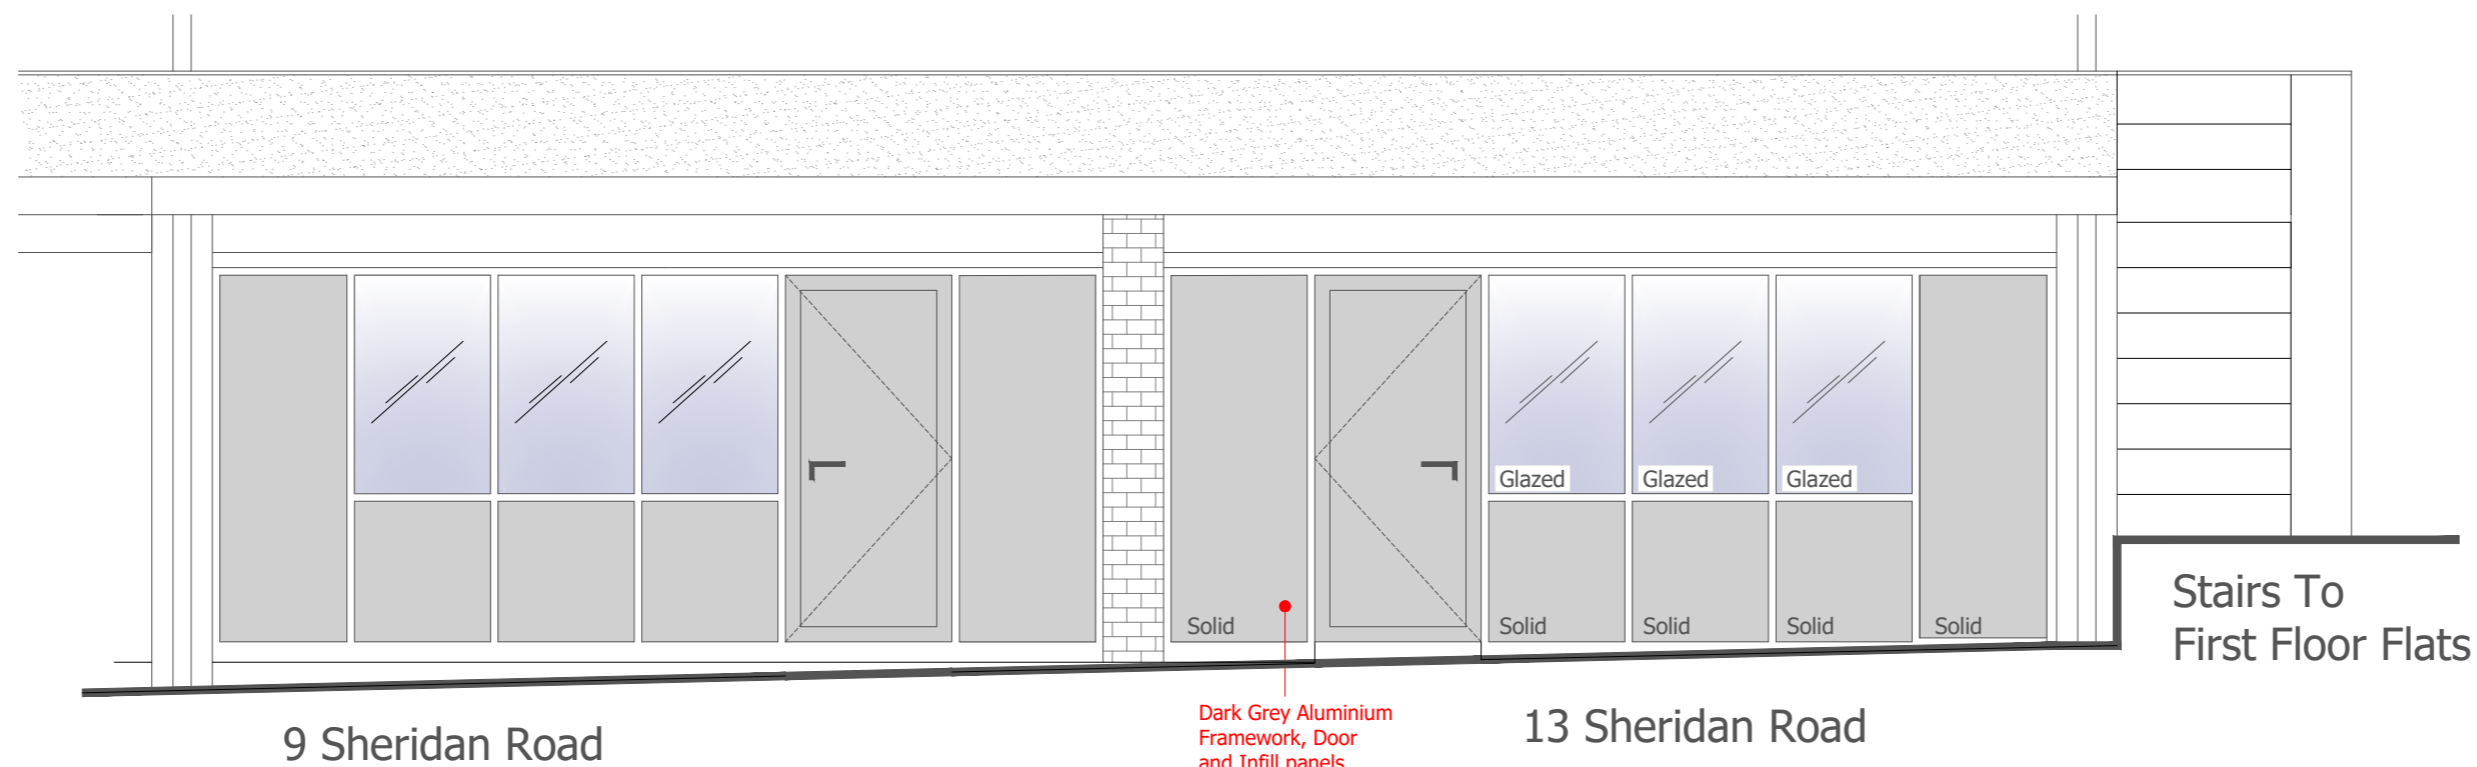 Glazed
Glazed
Glazed
Solid
Solid
Solid
Solid
Solid
Stairs To
First Floor Flats
9 Sheridan Road
Dark Grey Aluminium
Framework, Door
and Infill panels
13 Sheridan Road